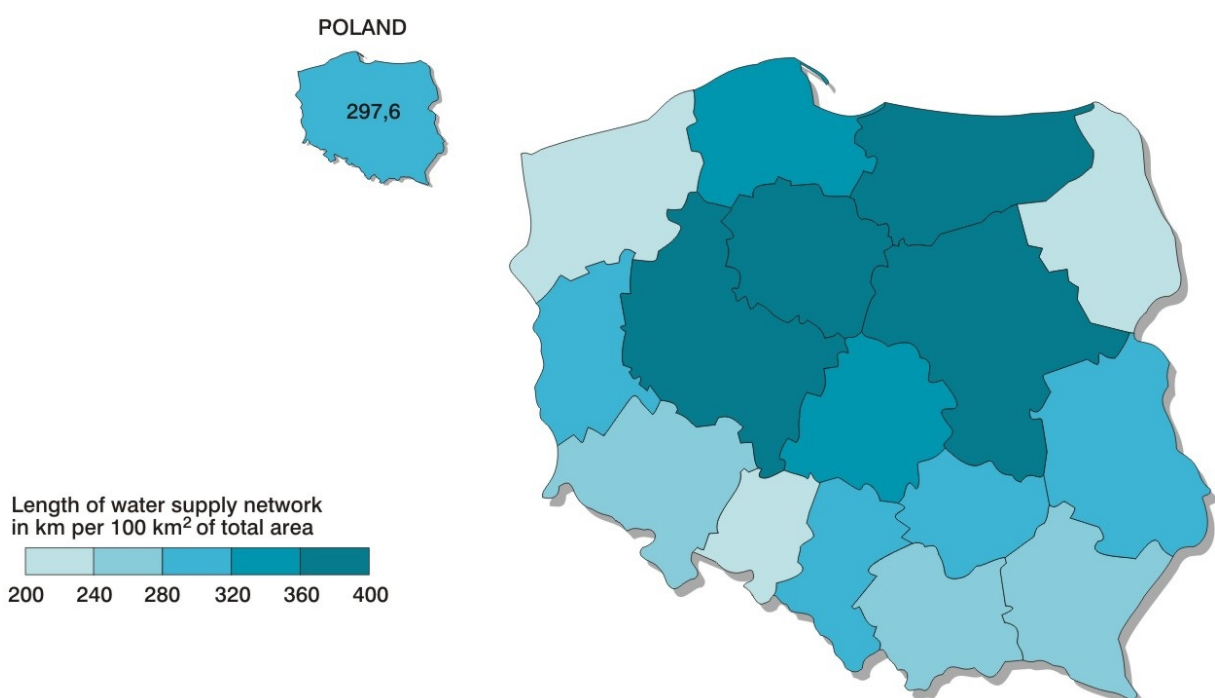 POLAND
297,6
Length of water supply network
in km per 100 km² of total area
200 240 280 320 360 400